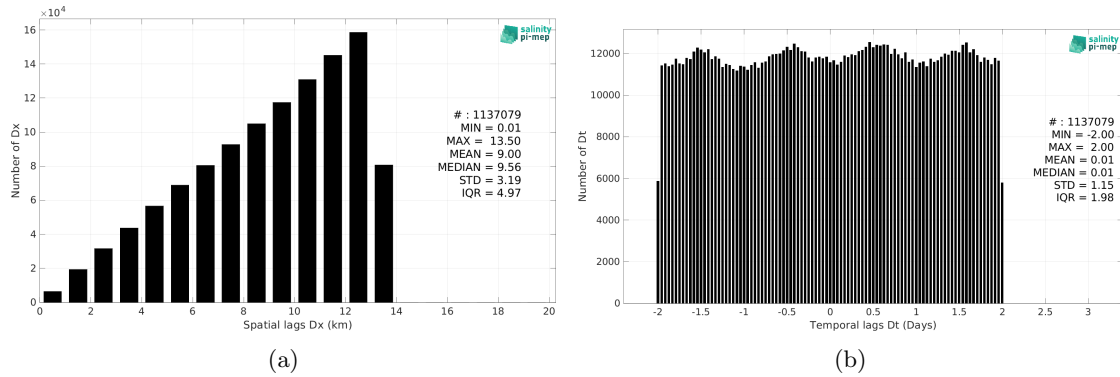 ×10⁴
16
14
12
10
8
6
4
2
0
Number of Dx
salinity
pi-mep
# : 1137079
MIN = 0.01
MAX = 13.50
MEAN = 9.00
MEDIAN = 9.56
STD = 3.19
IQR = 4.97
0 2 4 6 8 10 12 14 16 18 20
Spatial lags Dx (km)
(a)
12000
10000
8000
6000
4000
2000
0
Number of Dt
salinity
pi-mep
# : 1137079
MIN = -2.00
MAX = 2.00
MEAN = 0.01
MEDIAN = 0.01
STD = 1.15
IQR = 1.98
-2 -1.5 -1 -0.5 0 0.5 1 1.5 2 2.5 3
Temporal lags Dt (Days)
(b)